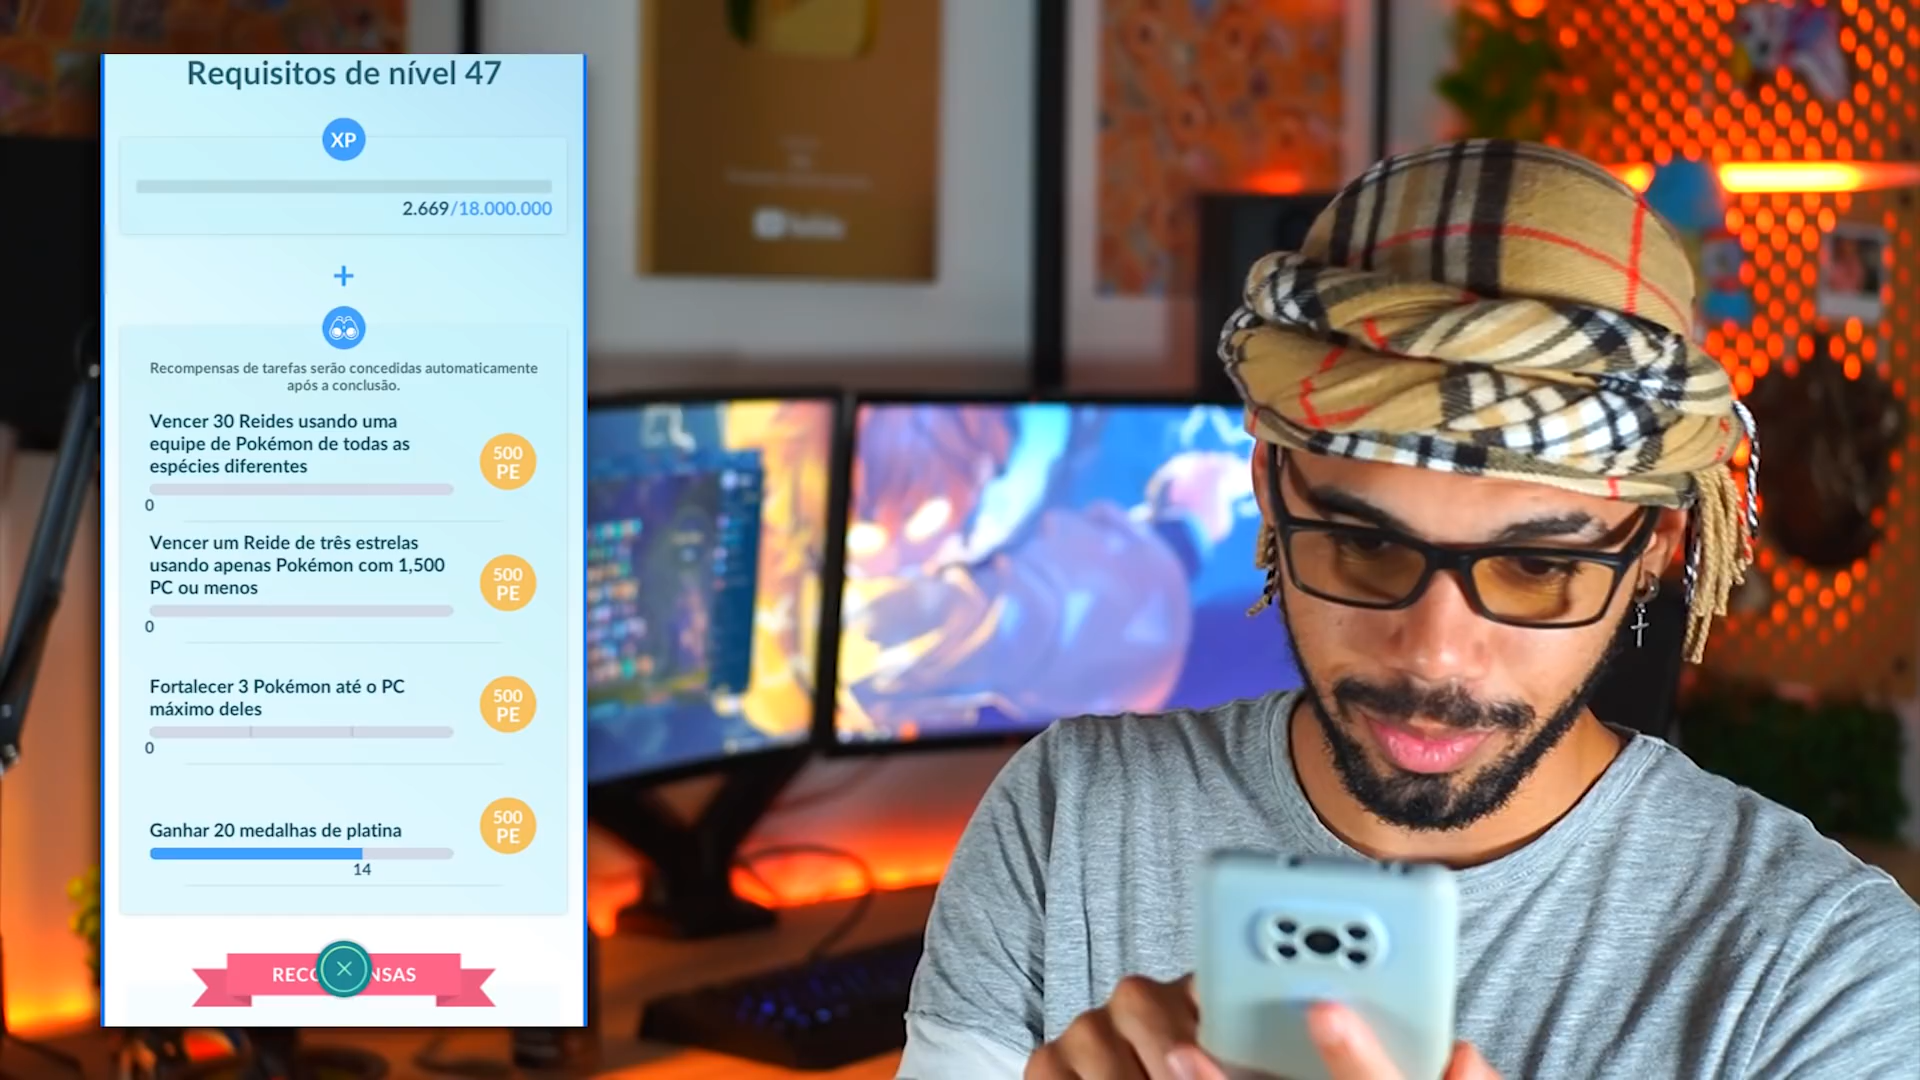 Requisitos de nível 47
XP
2.669/18.000.000
+
Recompensas de tarefas serão concedidas automaticamente
após a conclusão.
Vencer 30 Reides usando uma
equipe de Pokémon de todas as
espécies diferentes
500
PE
0
Vencer um Reide de três estrelas
usando apenas Pokémon com 1,500
PC ou menos
500
PE
0
Fortalecer 3 Pokémon até o PC
máximo deles
500
PE
0
Ganhar 20 medalhas de platina
500
PE
14